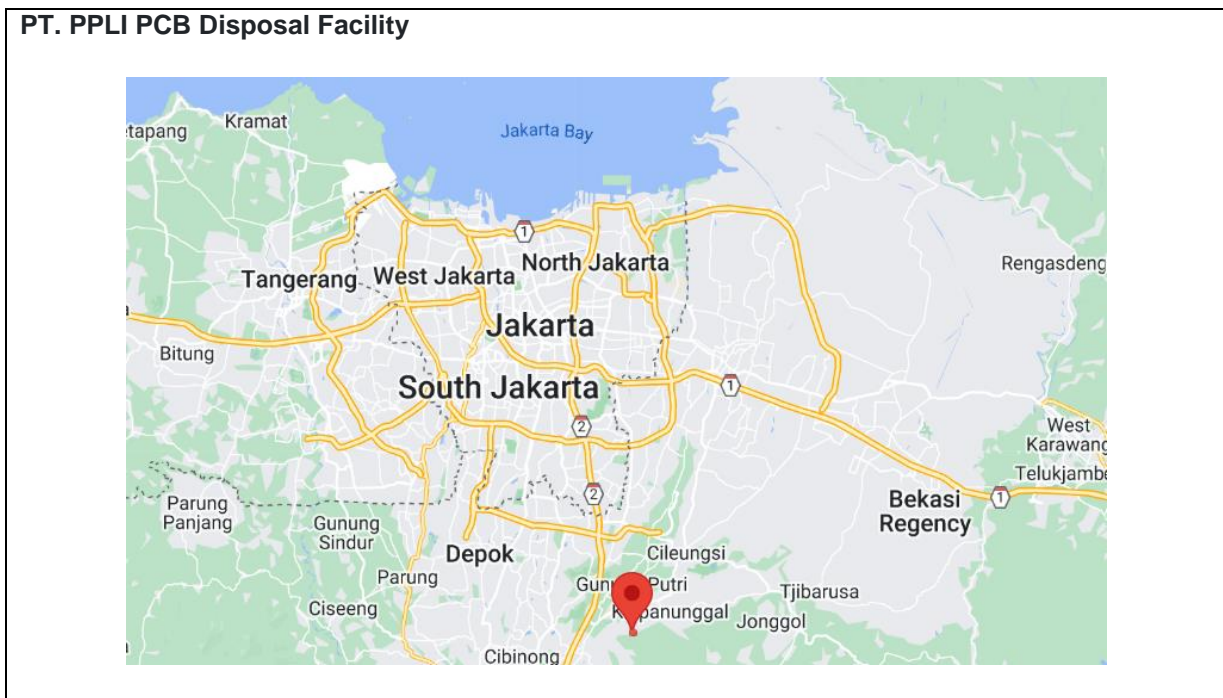 PT. PPLI PCB Disposal Facility
etapang
Kramat
Jakarta Bay
1
Tangerang
West Jakarta
North Jakarta
Rengasdeng
Jakarta
Bitung
South Jakarta
1
2
West
Karawang
Telukjambe
Parung
Panjang
2
Bekasi
Regency
1
Gunung
Sindur
Depok
Cileungsi
Parung
Putri
Tjibarusa
Ciseeng
panunggal
Jonggol
Cibinong